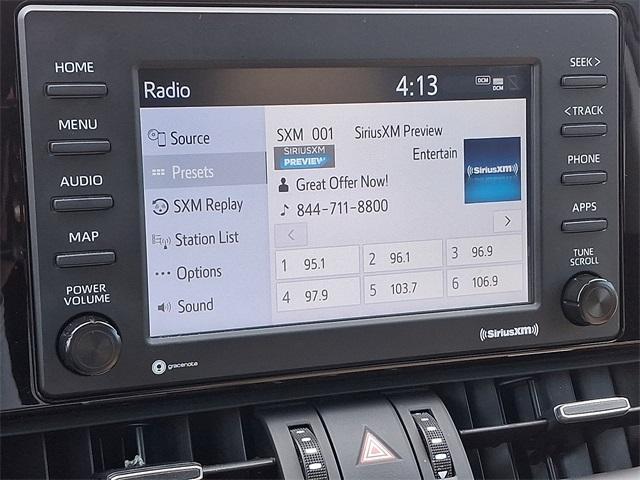 HOME
MENU
AUDIO
MAP
POWER
VOLUME
Radio 4:13 DCM DCM
Source
Presets
SXM Replay
Station List
Options
Sound
SXM 001 SiriusXM Preview
SIRIUSXM
PREVIEW
Entertain
((SiriusXM))
Great Offer Now!
844-711-8800
< >
1 95.1 2 96.1 3 96.9
4 97.9 5 103.7 6 106.9
SEEK >
< TRACK
PHONE
APPS
TUNE
SCROLL
gracenote
((SiriusXM))